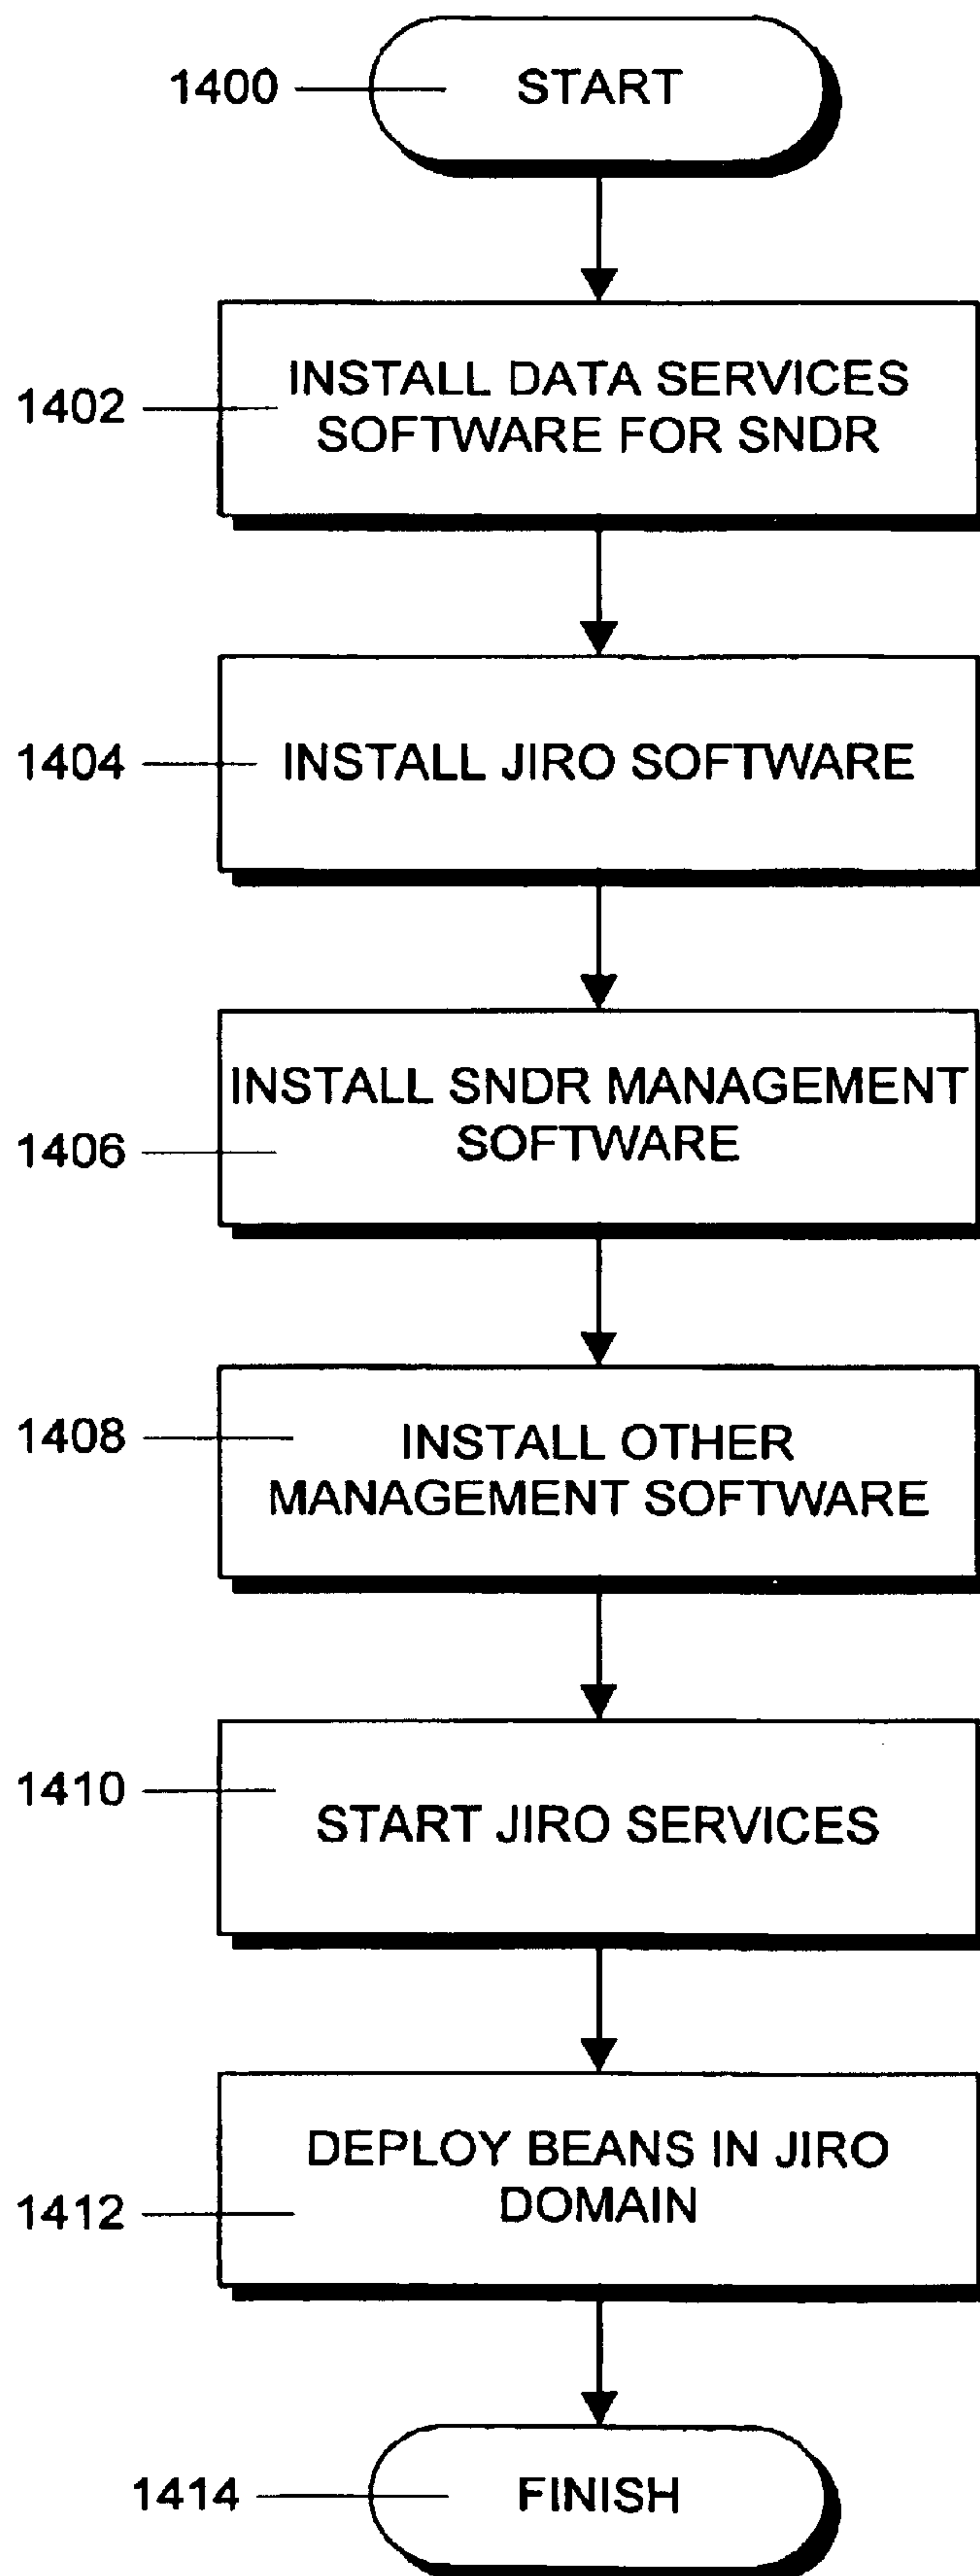 1400
START
1402
INSTALL DATA SERVICES
SOFTWARE FOR SNDR
1404
INSTALL JIRO SOFTWARE
1406
INSTALL SNDR MANAGEMENT
SOFTWARE
1408
INSTALL OTHER
MANAGEMENT SOFTWARE
1410
START JIRO SERVICES
1412
DEPLOY BEANS IN JIRO
DOMAIN
1414
FINISH